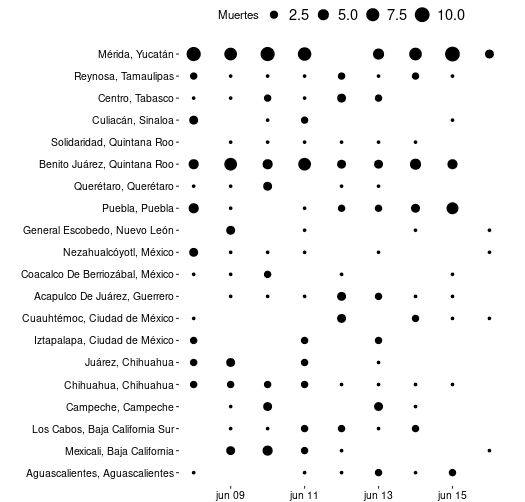 Muertes 2.5 5.0 7.5 10.0
Mérida, Yucatán
Reynosa, Tamaulipas
Centro, Tabasco
Culiacán, Sinaloa
Solidaridad, Quintana Roo
Benito Juárez, Quintana Roo
Querétaro, Querétaro
Puebla, Puebla
General Escobedo, Nuevo León
Nezahualcóyotl, México
Coacalco De Berriozábal, México
Acapulco De Juárez, Guerrero
Cuauhtémoc, Ciudad de México
Iztapalapa, Ciudad de México
Juárez, Chihuahua
Chihuahua, Chihuahua
Campeche, Campeche
Los Cabos, Baja California Sur
Mexicali, Baja California
Aguascalientes, Aguascalientes
jun 09 jun 11 jun 13 jun 15